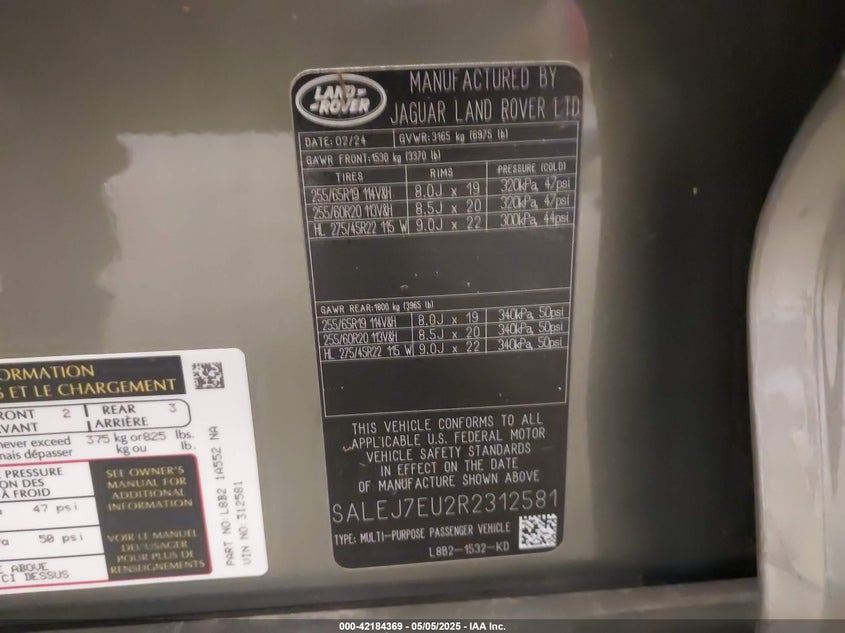 LAND ROVER
MANUFACTURED BY
JAGUAR LAND ROVER LTD
DATE: 02/24 GVWR: 3165 kg (6975 lb)
GAWR FRONT: 1530 kg (3370 lb)
TIRES RIMS PRESSURE (COLD)
255/65R19 114V&H 8.0J x 19 320kPa, 47psi
255/60R20 113V&H 8.5J x 20 320kPa, 47psi
HL 275/45R22 115 W 9.0J x 22 300kPa, 44psi
GAWR REAR: 1800 kg (3965 lb)
255/65R19 114V&H 8.0J x 19 340kPa, 50psi
255/60R20 113V&H 8.5J x 20 340kPa, 50psi
HL 275/45R22 115 W 9.0J x 22 340kPa, 50psi
THIS VEHICLE CONFORMS TO ALL
APPLICABLE U.S. FEDERAL MOTOR
VEHICLE SAFETY STANDARDS
IN EFFECT ON THE DATE
OF MANUFACTURE SHOWN ABOVE
SALEJ7EU2R2312581
TYPE: MULTI-PURPOSE PASSENGER VEHICLE
L8B2-1532-KD
FORMATION
ET LE CHARGEMENT
2 REAR 3
ARRIÈRE
exceed 375 kg or 825 lbs.
dépasser kg ou lb.
PRESSURE
À FROID
47 psi
50 psi
ABOVE
CI DESSUS
SEE OWNER'S
MANUAL FOR
ADDITIONAL
INFORMATION
VOIR LE MANUEL
DE L'USAGER
POUR PLUS DE
RENSEIGNEMENTS
PART NO: L8B2 1A552 NA
VIN NO: 312581
000-42184369 - 05/05/2025 - IAA Inc.